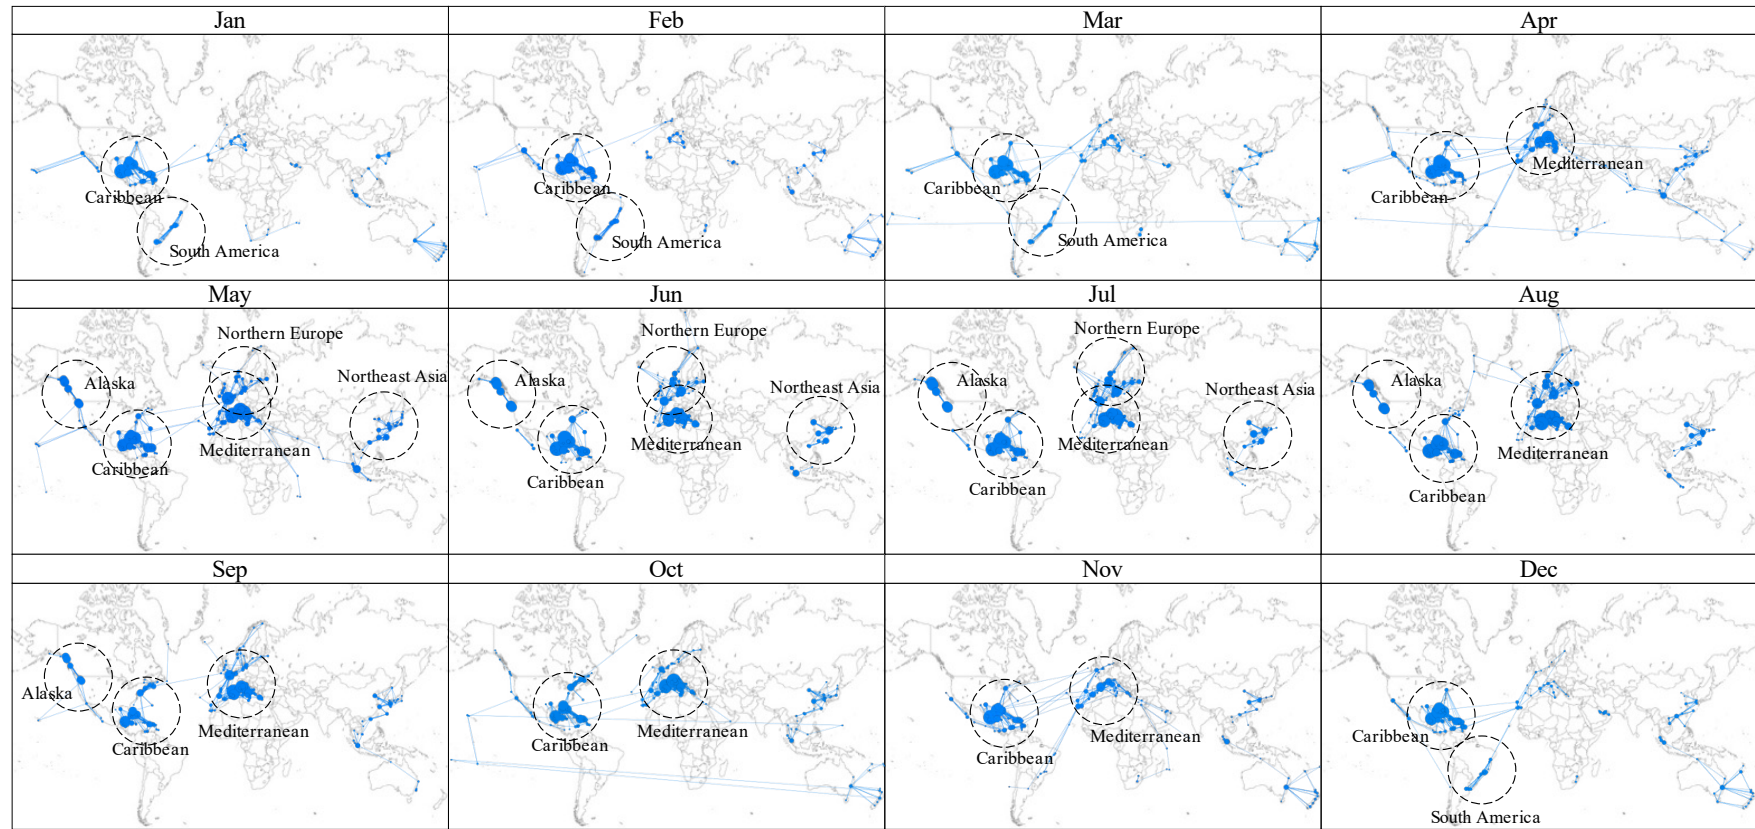 Jan
Feb
Mar
Apr
Caribbean
South America
Caribbean
South America
Caribbean
South America
Mediterranean
Caribbean
May
Jun
Jul
Aug
Northern Europe
Alaska
Northeast Asia
Mediterranean
Caribbean
Northern Europe
Alaska
Northeast Asia
Mediterranean
Caribbean
Northern Europe
Alaska
Northeast Asia
Mediterranean
Caribbean
Alaska
Mediterranean
Caribbean
Sep
Oct
Nov
Dec
Alaska
Mediterranean
Caribbean
Mediterranean
Caribbean
Mediterranean
Caribbean
Caribbean
South America